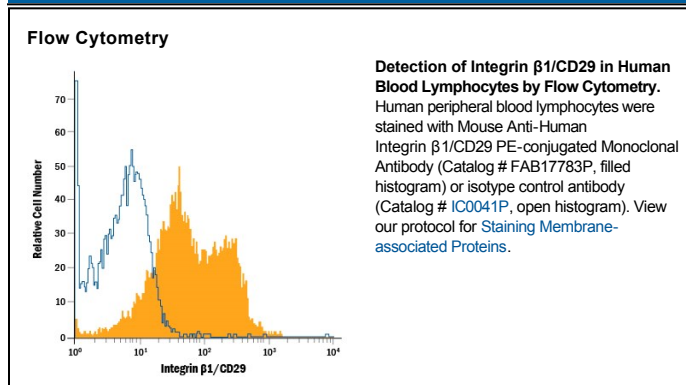 Flow Cytometry
Detection of Integrin β1/CD29 in Human
Blood Lymphocytes by Flow Cytometry.
Human peripheral blood lymphocytes were
stained with Mouse Anti-Human
Integrin β1/CD29 PE-conjugated Monoclonal
Antibody (Catalog # FAB17783P, filled
histogram) or isotype control antibody
(Catalog # IC0041P, open histogram). View
our protocol for Staining Membrane-
associated Proteins.
Relative Cell Number
70
60
50
40
30
20
10
0
10⁰ 10¹ 10² 10³ 10⁴
Integrin β1/CD29